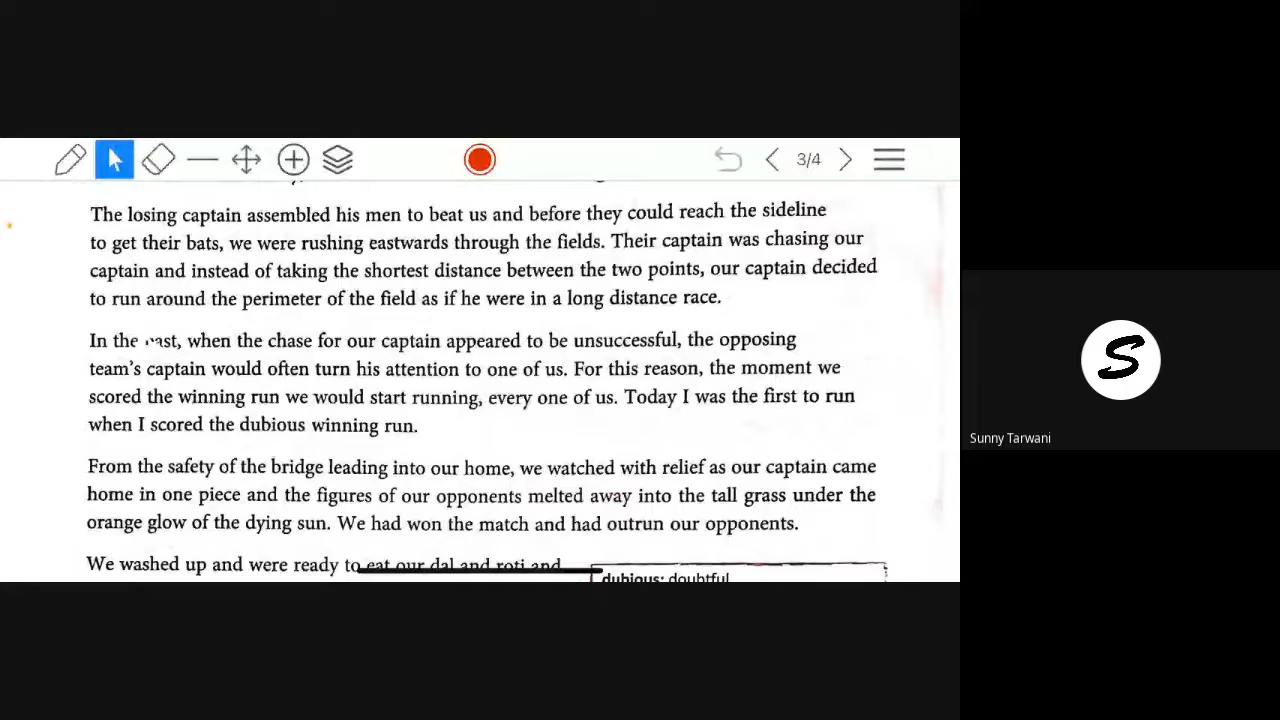 3/4
The losing captain assembled his men to beat us and before they could reach the sideline
to get their bats, we were rushing eastwards through the fields. Their captain was chasing our
captain and instead of taking the shortest distance between the two points, our captain decided
to run around the perimeter of the field as if he were in a long distance race.
In the past, when the chase for our captain appeared to be unsuccessful, the opposing
team's captain would often turn his attention to one of us. For this reason, the moment we
scored the winning run we would start running, every one of us. Today I was the first to run
when I scored the dubious winning run.
From the safety of the bridge leading into our home, we watched with relief as our captain came
home in one piece and the figures of our opponents melted away into the tall grass under the
orange glow of the dying sun. We had won the match and had outrun our opponents.
We washed up and were ready to eat our dal and roti and
dubious: doubtful
S
Sunny Tarwani